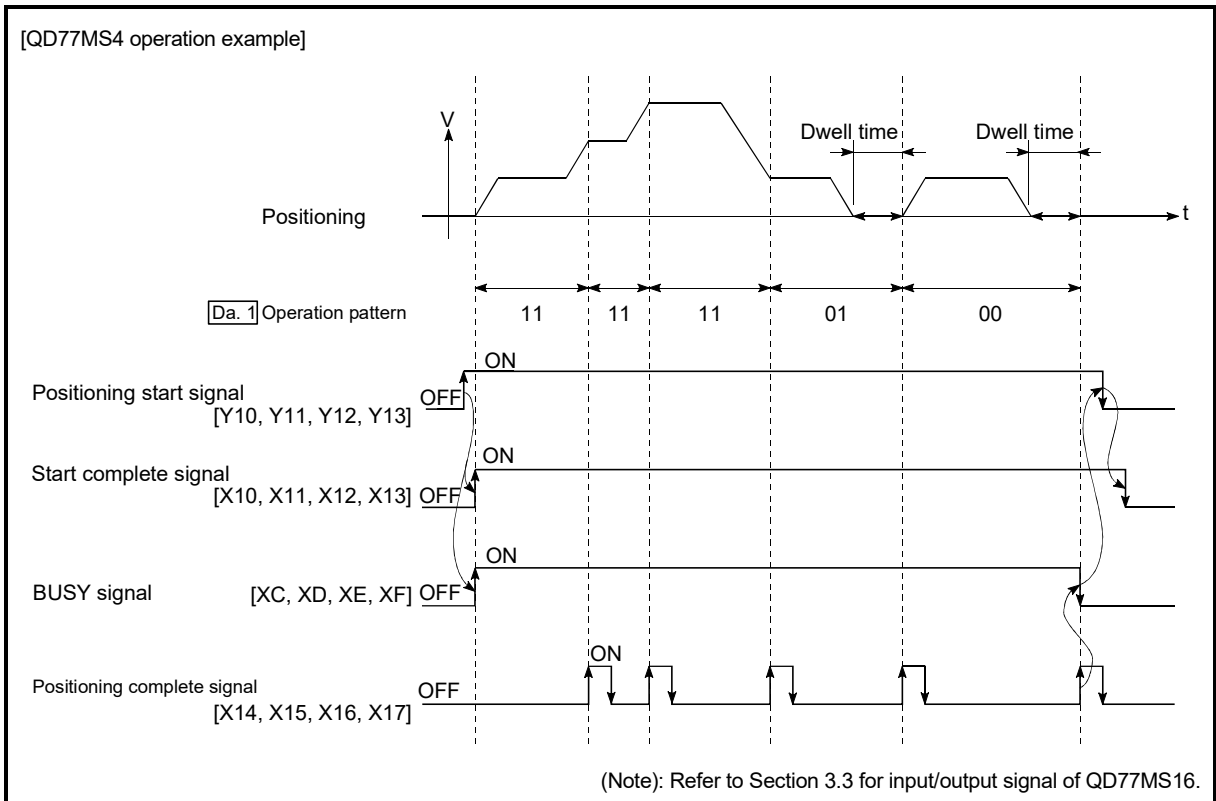 [QD77MS4 operation example]
V
Dwell time
Dwell time
Positioning
t
Da. 1 Operation pattern
11
11
11
01
00
ON
Positioning start signal
OFF
[Y10, Y11, Y12, Y13]
ON
Start complete signal
[X10, X11, X12, X13]
OFF
ON
BUSY signal
[XC, XD, XE, XF]
OFF
ON
Positioning complete signal
OFF
[X14, X15, X16, X17]
(Note): Refer to Section 3.3 for input/output signal of QD77MS16.